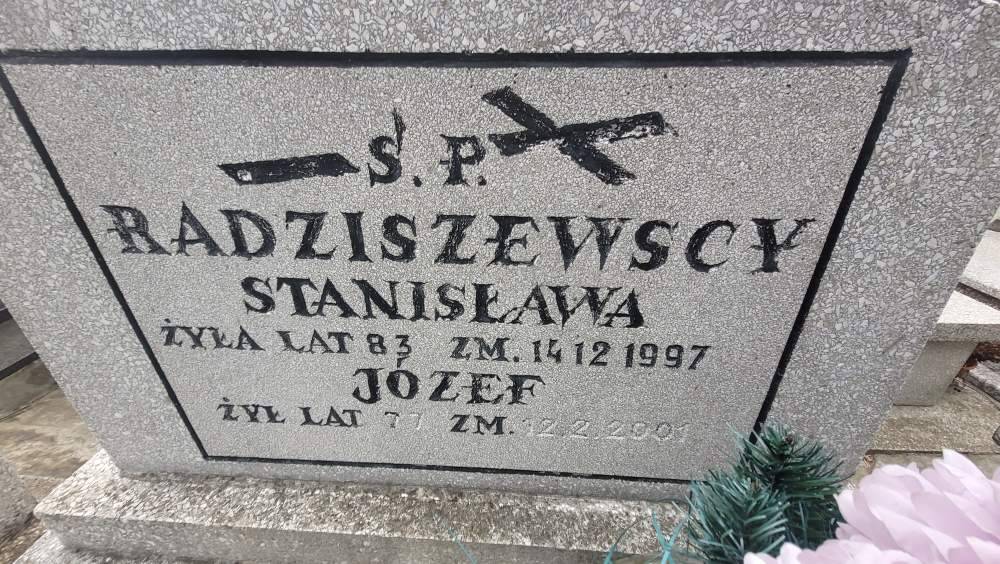 Ś. P.
RADZISZEWSCY
STANISŁAWA
ŻYŁA LAT 83 ZM. 14 12 1997
JÓZEF
ŻYŁ LAT 77 ZM. 12.2.2001